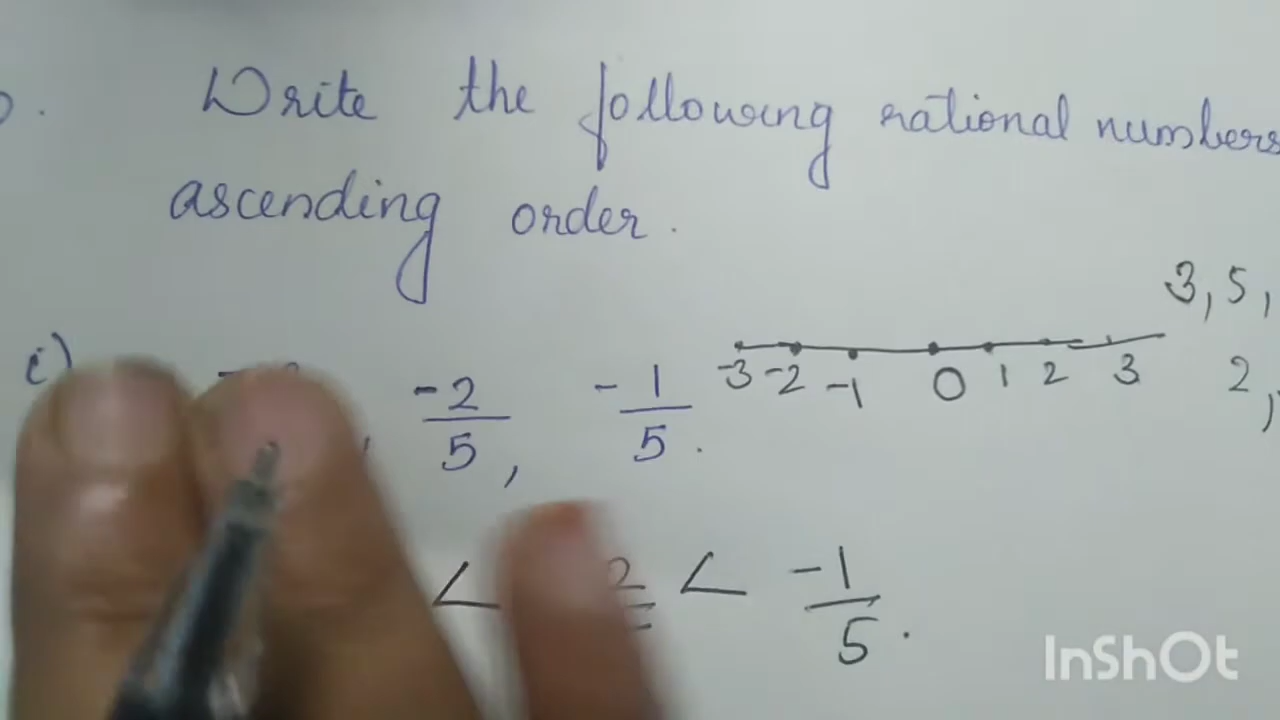 Write the following rational numbers
ascending order.
3, 5,
i) -2/5, -1/5.
-3 -2 -1 0 1 2 3
2,
< 2 < -1/5.
InShOt